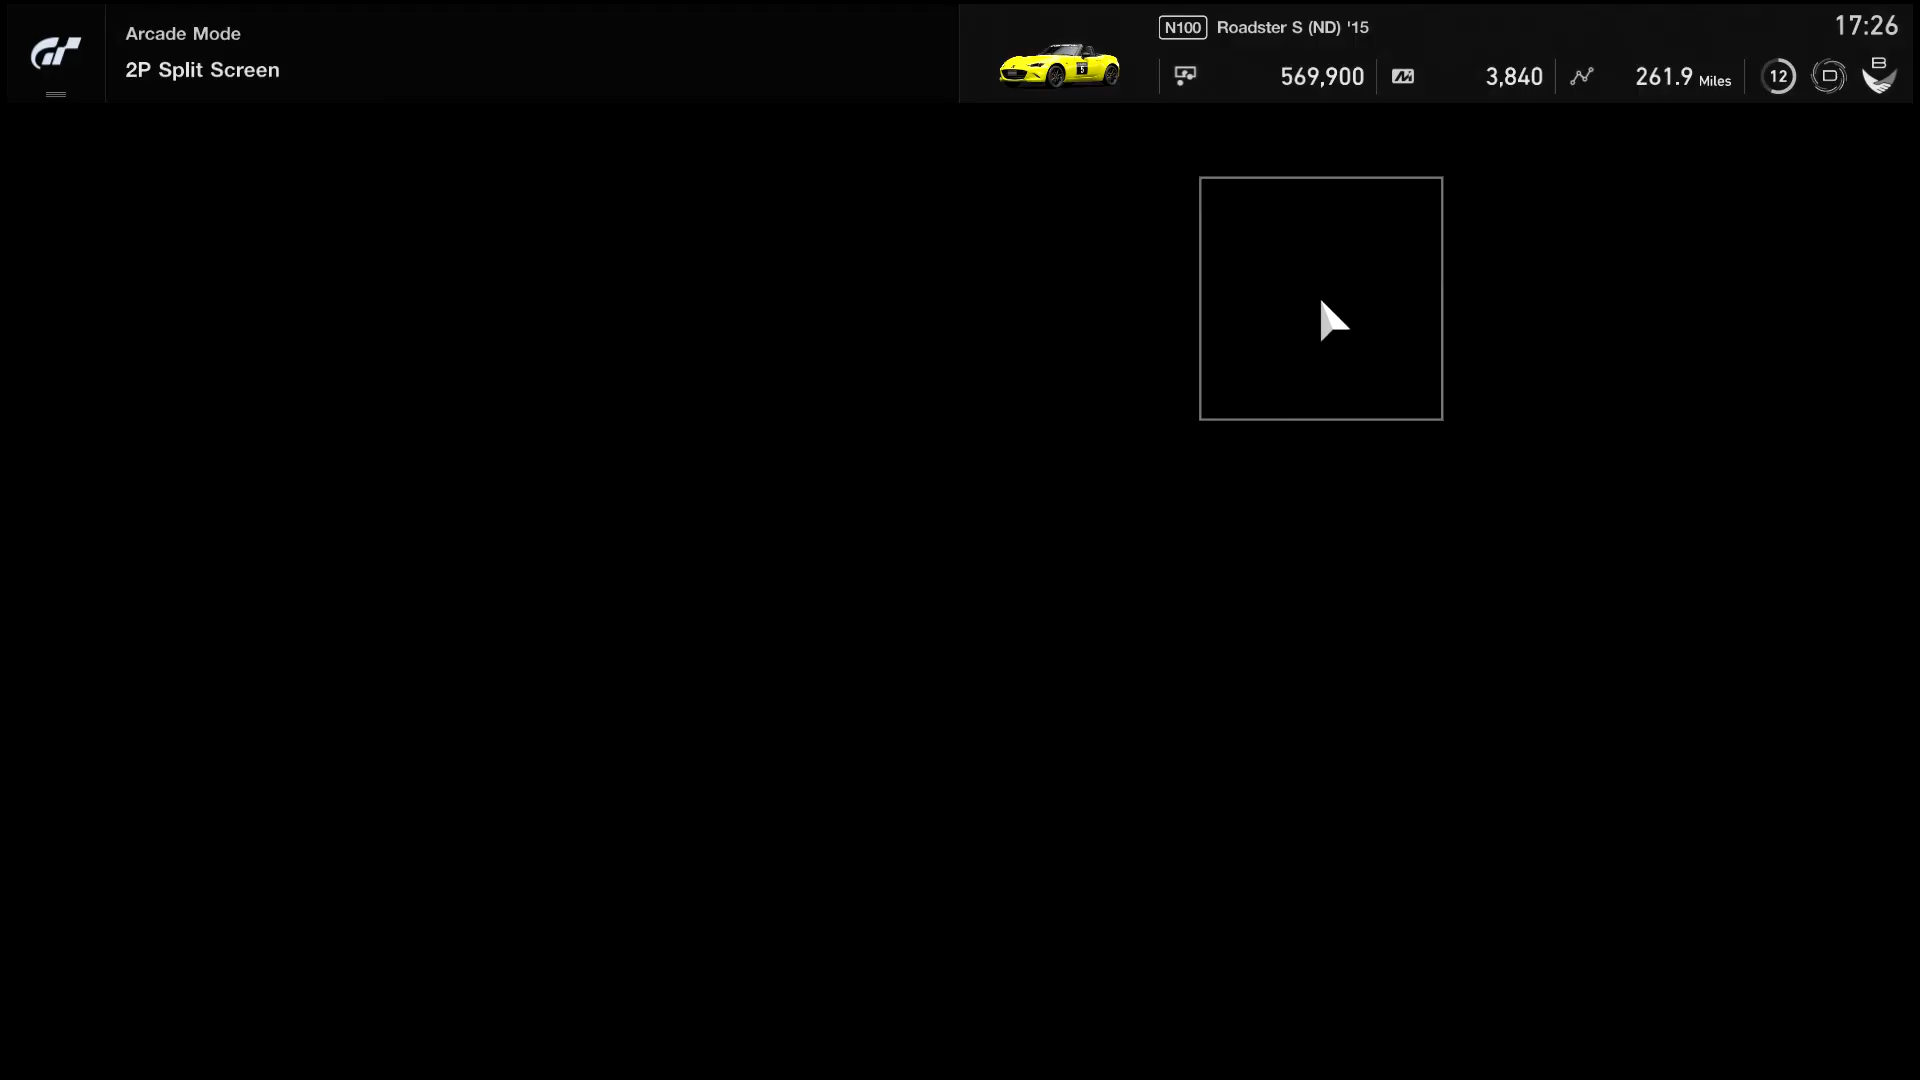 Arcade Mode
2P Split Screen
N100 Roadster S (ND) '15
17:26
569,900
3,840
261.9 Miles
12
D
B
5